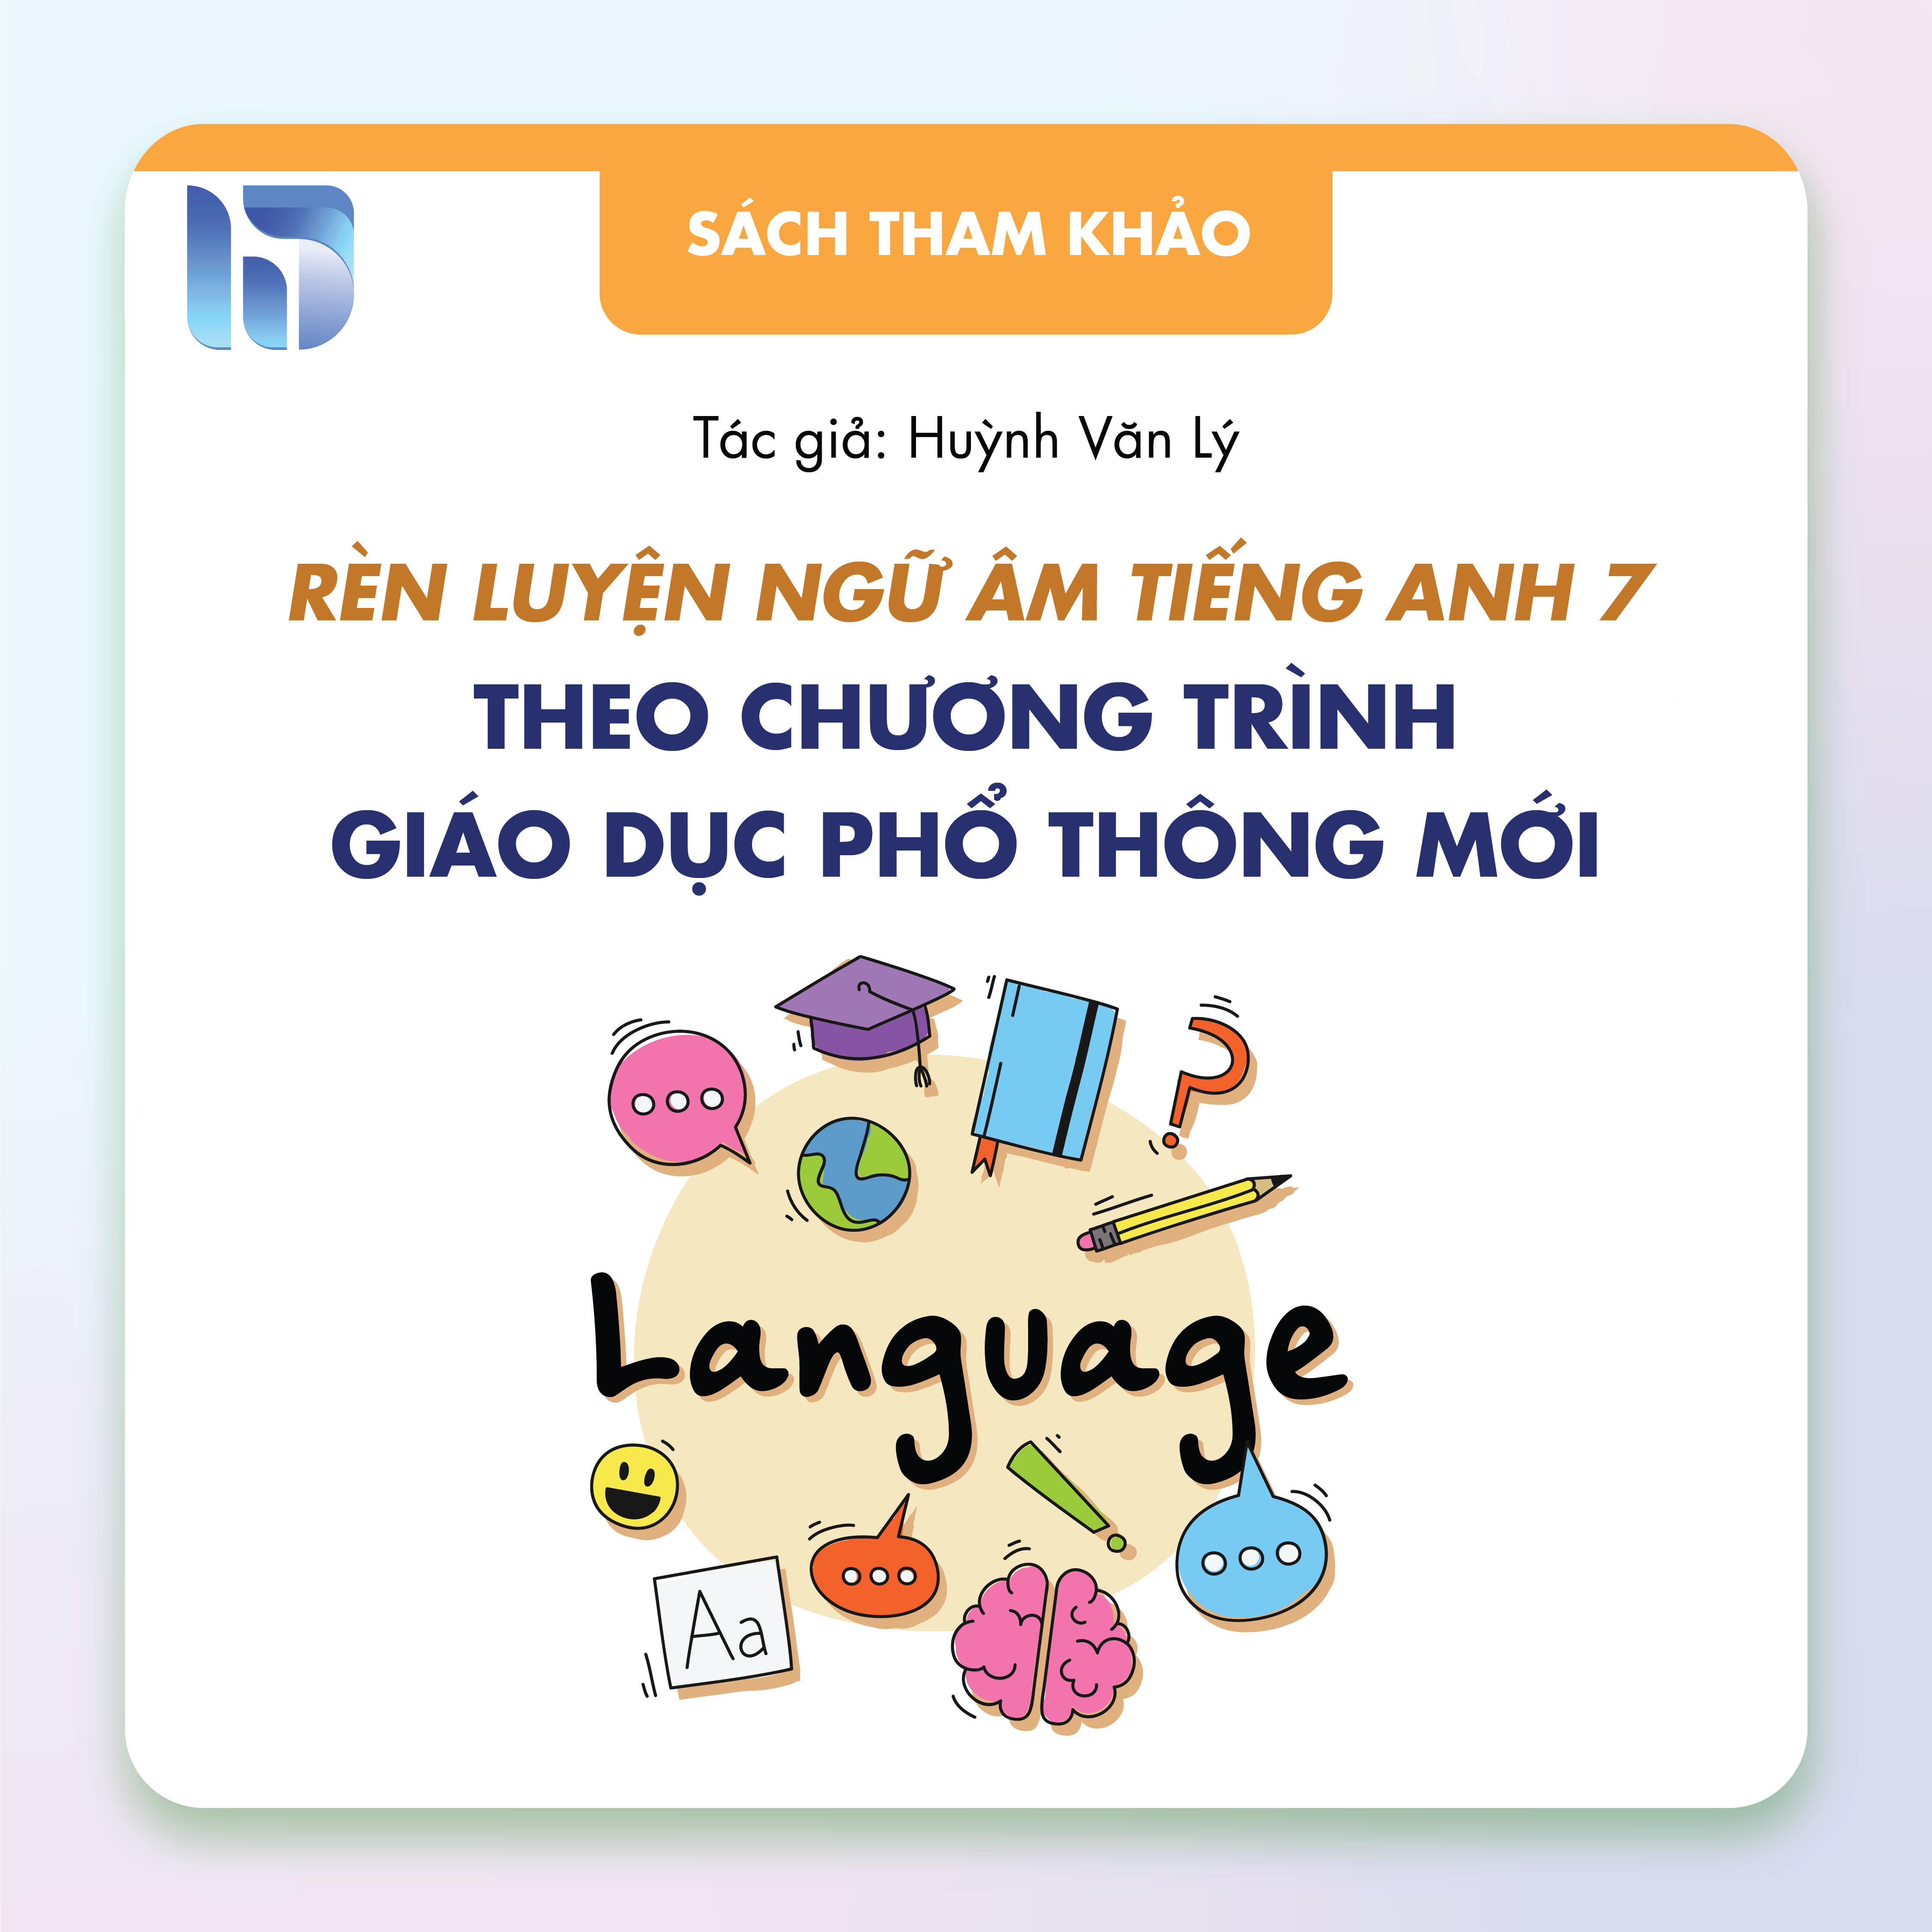 SÁCH THAM KHẢO
Tác giả: Huỳnh Văn Lý
RÈN LUYỆN NGỮ ÂM TIẾNG ANH 7
THEO CHƯƠNG TRÌNH
GIÁO DỤC PHỔ THÔNG MỚI
Language
Aa